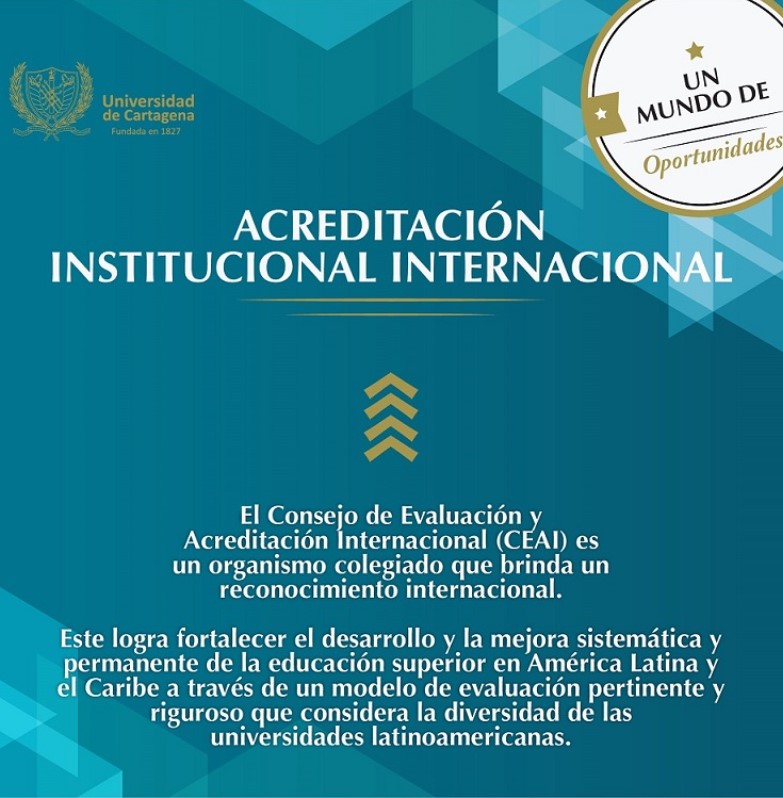 Universidad
de Cartagena
Fundada en 1827
UN
MUNDO DE
Oportunidades
ACREDITACIÓN
INSTITUCIONAL INTERNACIONAL
El Consejo de Evaluación y
Acreditación Internacional (CEAI) es
un organismo colegiado que brinda un
reconocimiento internacional.
Este logra fortalecer el desarrollo y la mejora sistemática y
permanente de la educación superior en América Latina y
el Caribe a través de un modelo de evaluación pertinente y
riguroso que considera la diversidad de las
universidades latinoamericanas.